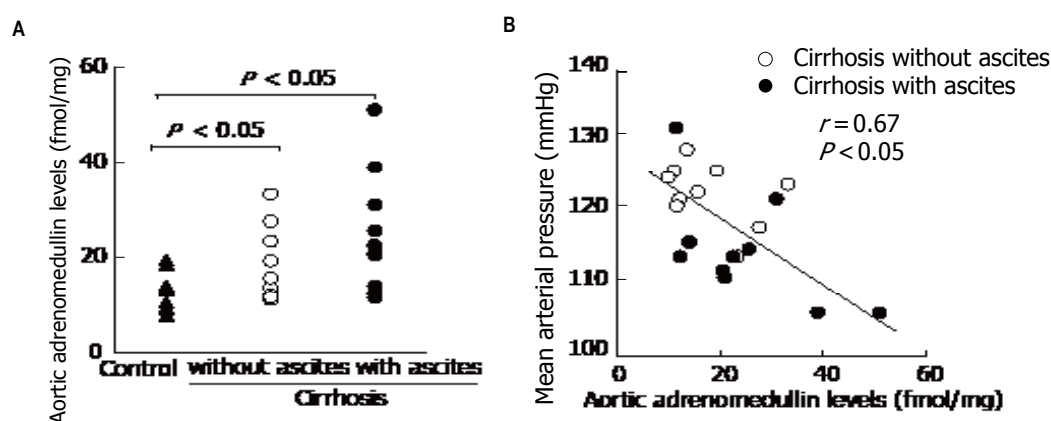 A
Aortic adrenomedullin levels (fmol/mg)
60
40
20
0
P < 0.05
P < 0.05
Control without ascites with ascites
Cirrhosis
B
Mean arterial pressure (mmHg)
140
130
120
110
100
Cirrhosis without ascites
Cirrhosis with ascites
r = 0.67
P < 0.05
0 20 40 60
Aortic adrenomedullin levels (fmol/mg)